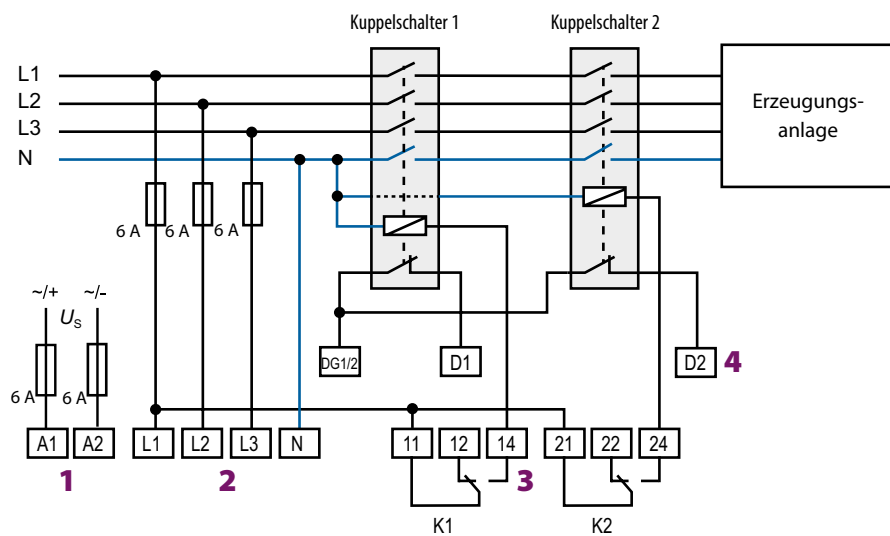 Kuppelschalter 1
Kuppelschalter 2
L1
L2
L3
N
Erzeugungs-
anlage
6 A
6 A
6 A
~/+
~/-
US
6 A
6 A
DG1/2
D1
D2
4
A1
A2
L1
L2
L3
N
11
12
14
21
22
24
1
2
3
K1
K2